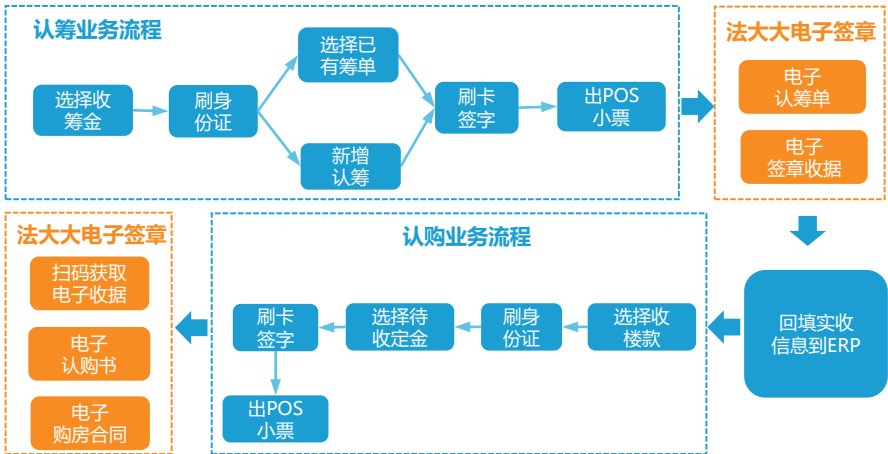 认筹业务流程
选择收
筹金
刷身
份证
选择已
有筹单
新增
认筹
刷卡
签字
出POS
小票
法大大电子签章
电子
认筹单
电子
签章收据
回填实收
信息到ERP
认购业务流程
选择收
楼款
刷身
份证
选择待
收定金
刷卡
签字
出POS
小票
法大大电子签章
扫码获取
电子收据
电子
认购书
电子
购房合同